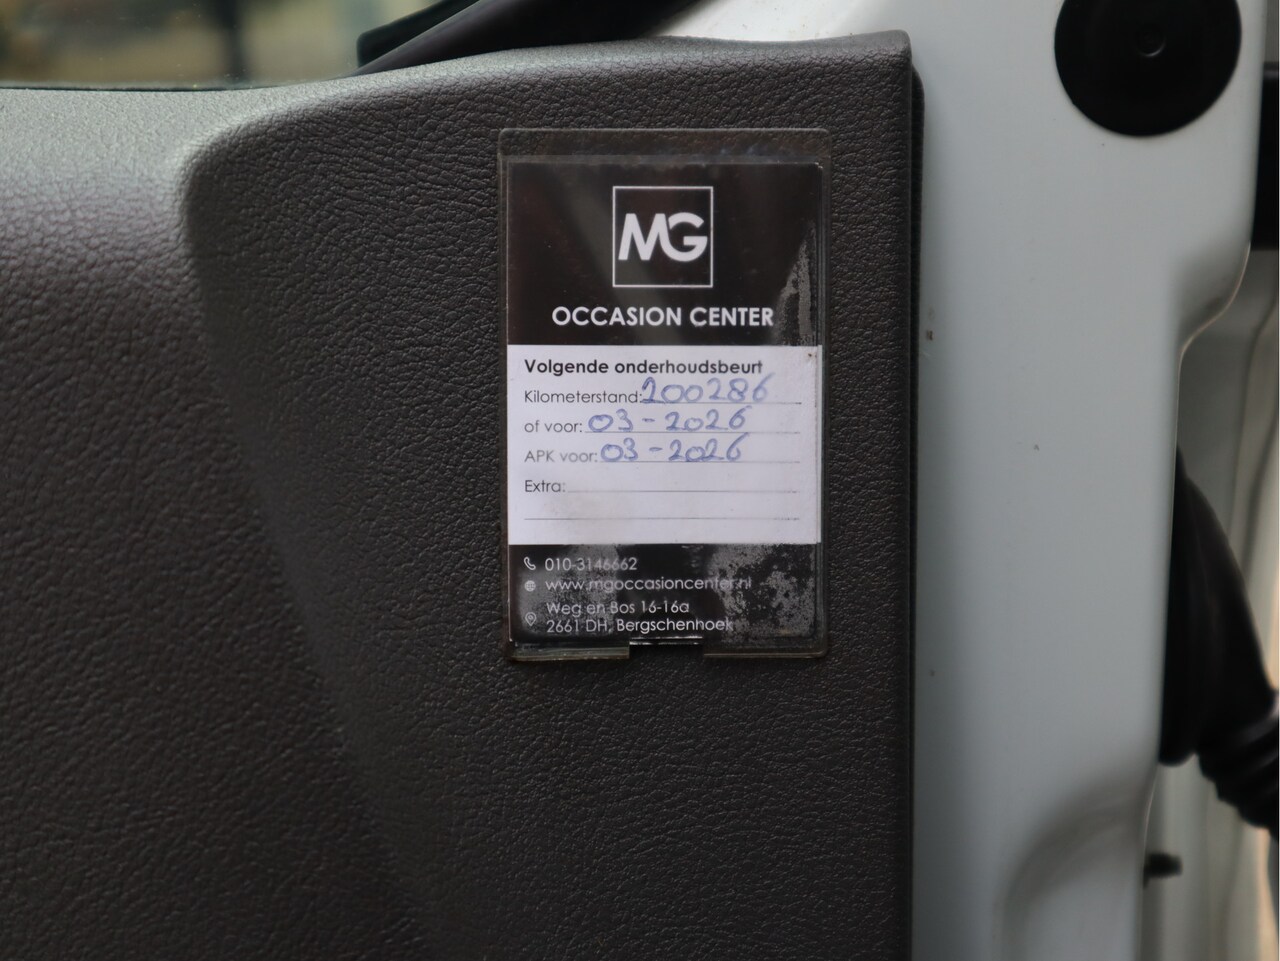 MG
OCCASION CENTER
Volgende onderhoudsbeurt
Kilometerstand: 200286
of voor: 03-2026
APK voor: 03-2026
Extra:
010-3146662
www.mgoccasioncenter.nl
Weg en Bos 16-16a
2661 DH, Bergschenhoek